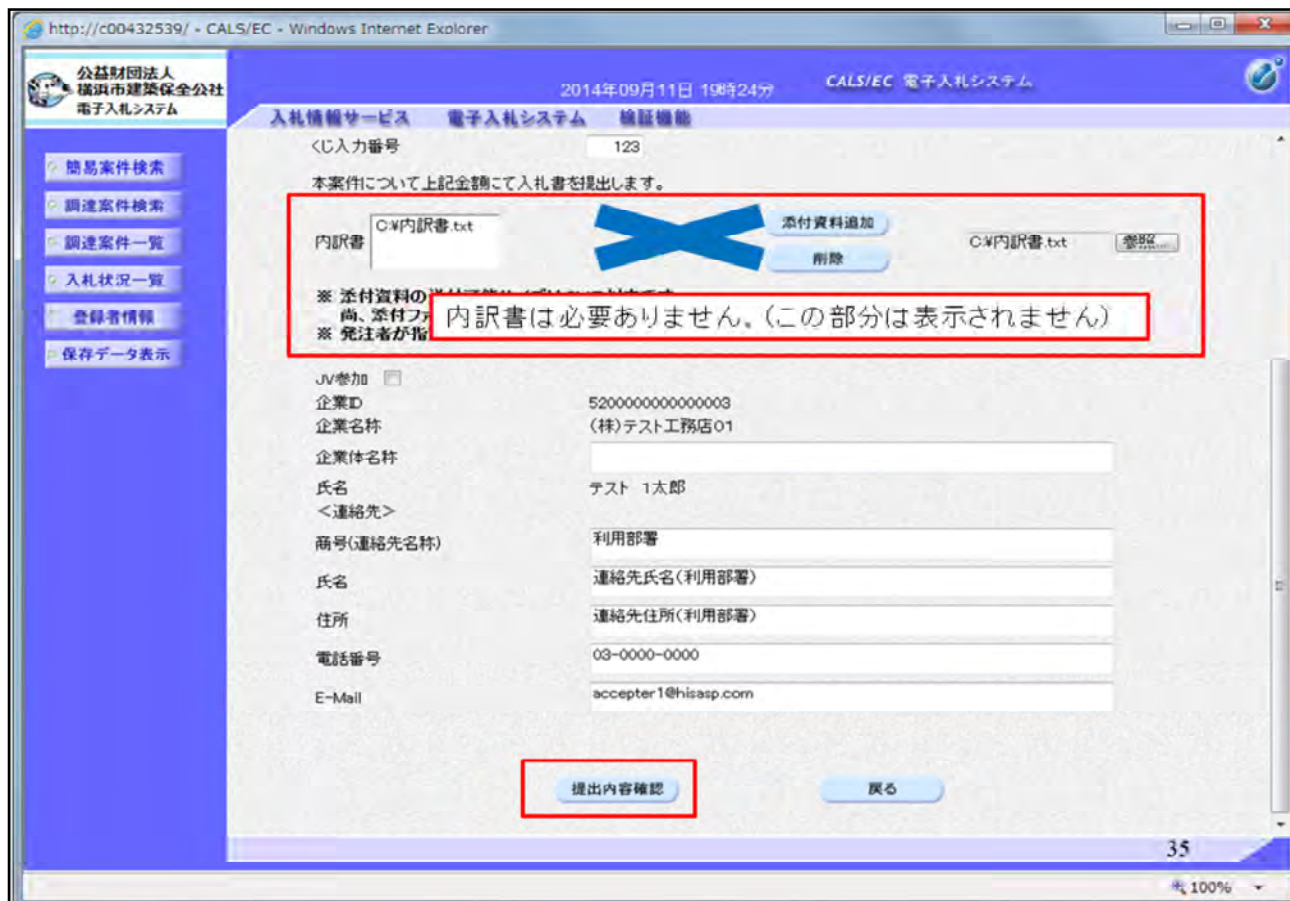 http://c00432539/ - CALS/EC - Windows Internet Explorer
公益財団法人
横浜市建築保全公社
電子入札システム
2014年09月11日 19時24分
CALS/EC 電子入札システム
入札情報サービス 電子入札システム 検証機能
簡易案件検索
調達案件検索
調達案件一覧
入札状況一覧
登録者情報
保存データ表示
くじ入力番号 123
本案件について上記金額にて入札書を提出します。
内訳書 C:¥内訳書.txt 添付資料追加 C:¥内訳書.txt 参照...
削除
※ 添付資料の
尚、添付ファ
※ 発注者が指
内訳書は必要ありません。(この部分は表示されません)
JV参加
企業ID 5200000000000003
企業名称 (株)テスト工務店01
企業体名称
氏名 テスト 1太郎
<連絡先>
商号(連絡先名称) 利用部署
氏名 連絡先氏名(利用部署)
住所 連絡先住所(利用部署)
電話番号 03-0000-0000
E-Mail accepter1@hisasp.com
提出内容確認 戻る
35
100%